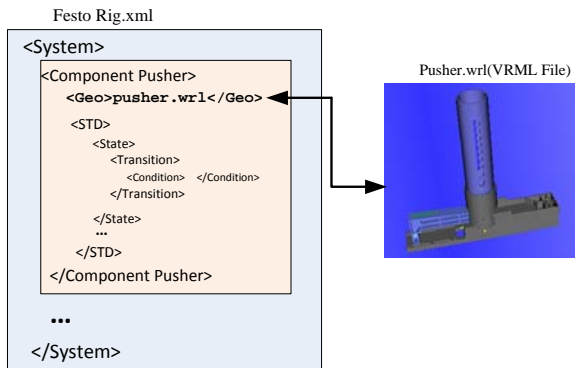 Festo Rig.xml
<System>
<Component Pusher>
<Geo>pusher.wrl</Geo>
<STD>
<State>
<Transition>
<Condition> </Condition>
</Transition>
</State>
...
</STD>
</Component Pusher>
...
</System>
Pusher.wrl(VRML File)